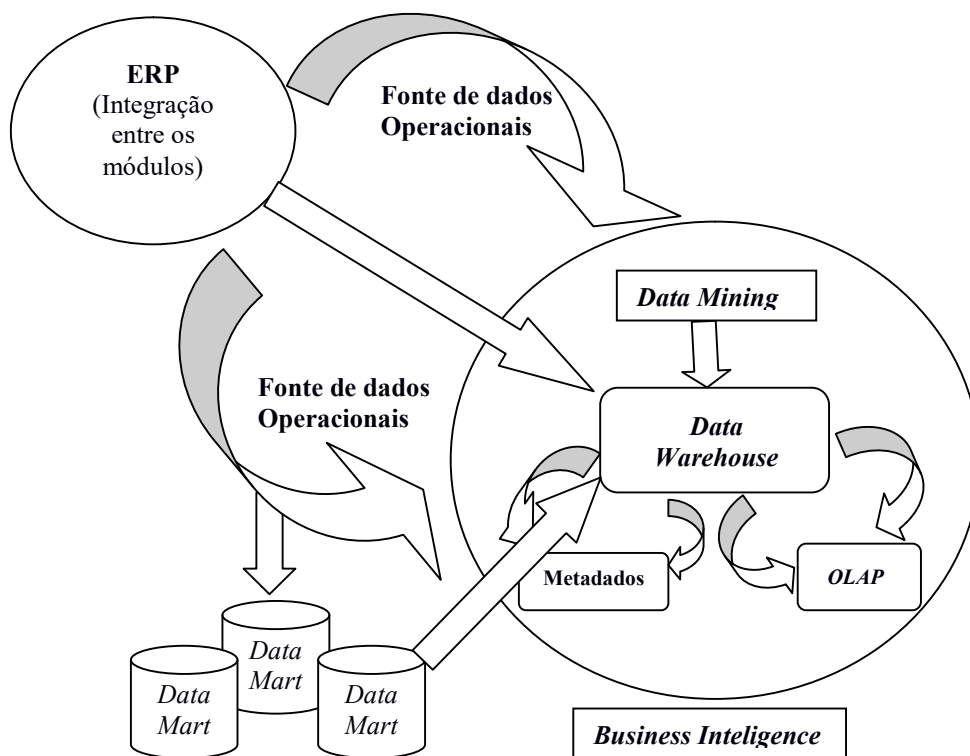 ERP
(Integração
entre os
módulos)
Fonte de dados
Operacionais
Data Mining
Fonte de dados
Operacionais
Data
Warehouse
Metadados
OLAP
Data
Mart
Data
Mart
Data
Mart
Business Inteligence